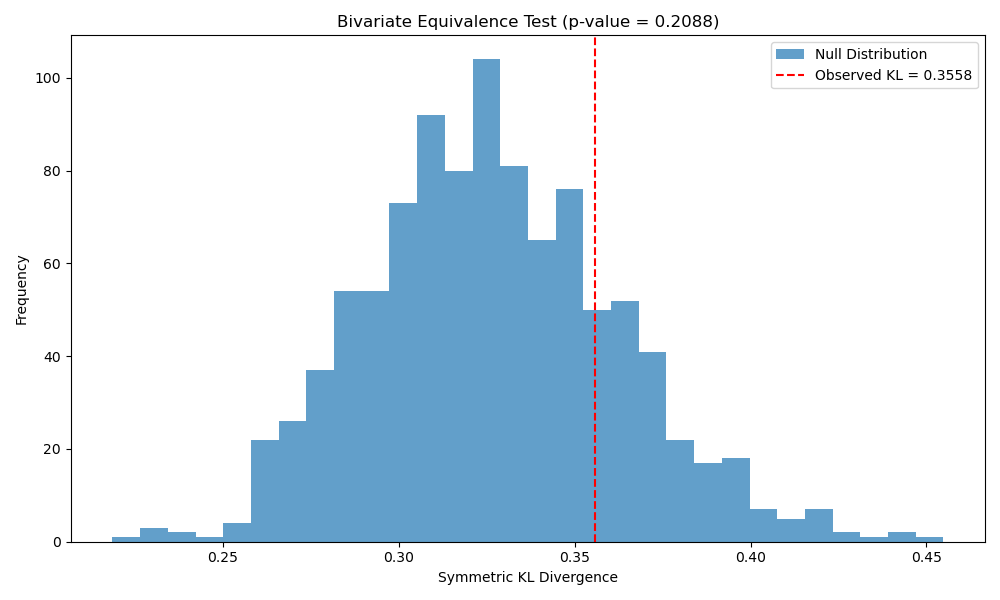 Bivariate Equivalence Test (p-value = 0.2088)
Null Distribution
Observed KL = 0.3558
Frequency
100
80
60
40
20
0
0.25
0.30
0.35
0.40
0.45
Symmetric KL Divergence